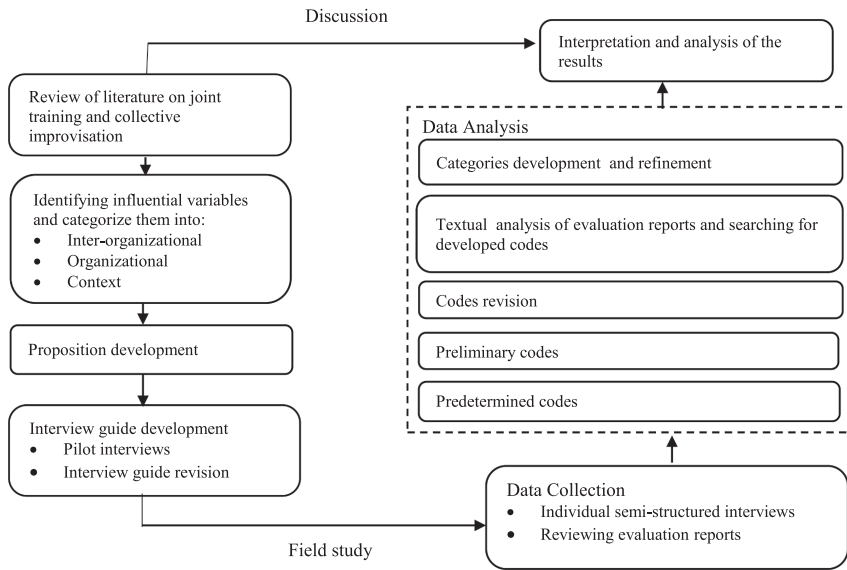 Discussion
Review of literature on joint
training and collective
improvisation
Identifying influential variables
and categorize them into:
• Inter-organizational
• Organizational
• Context
Proposition development
Interview guide development
• Pilot interviews
• Interview guide revision
Field study
Interpretation and analysis of the
results
Data Analysis
Categories development and refinement
Textual analysis of evaluation reports and searching for
developed codes
Codes revision
Preliminary codes
Predetermined codes
Data Collection
• Individual semi-structured interviews
• Reviewing evaluation reports